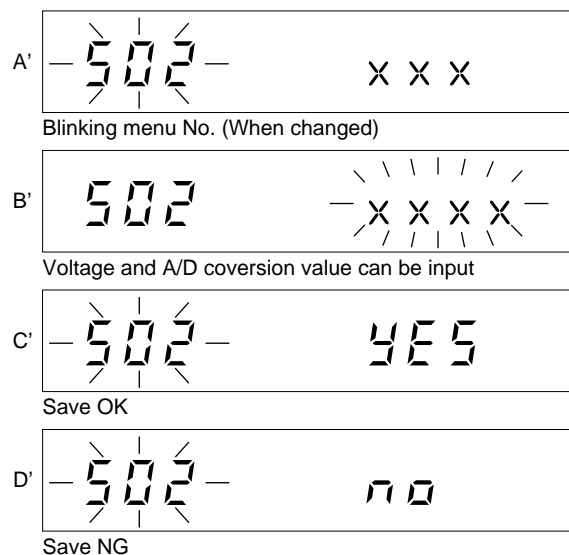 A' 502 x x x
Blinking menu No. (When changed)
B' 502 x x x x
Voltage and A/D coversion value can be input
C' 502 YES
Save OK
D' 502 no
Save NG